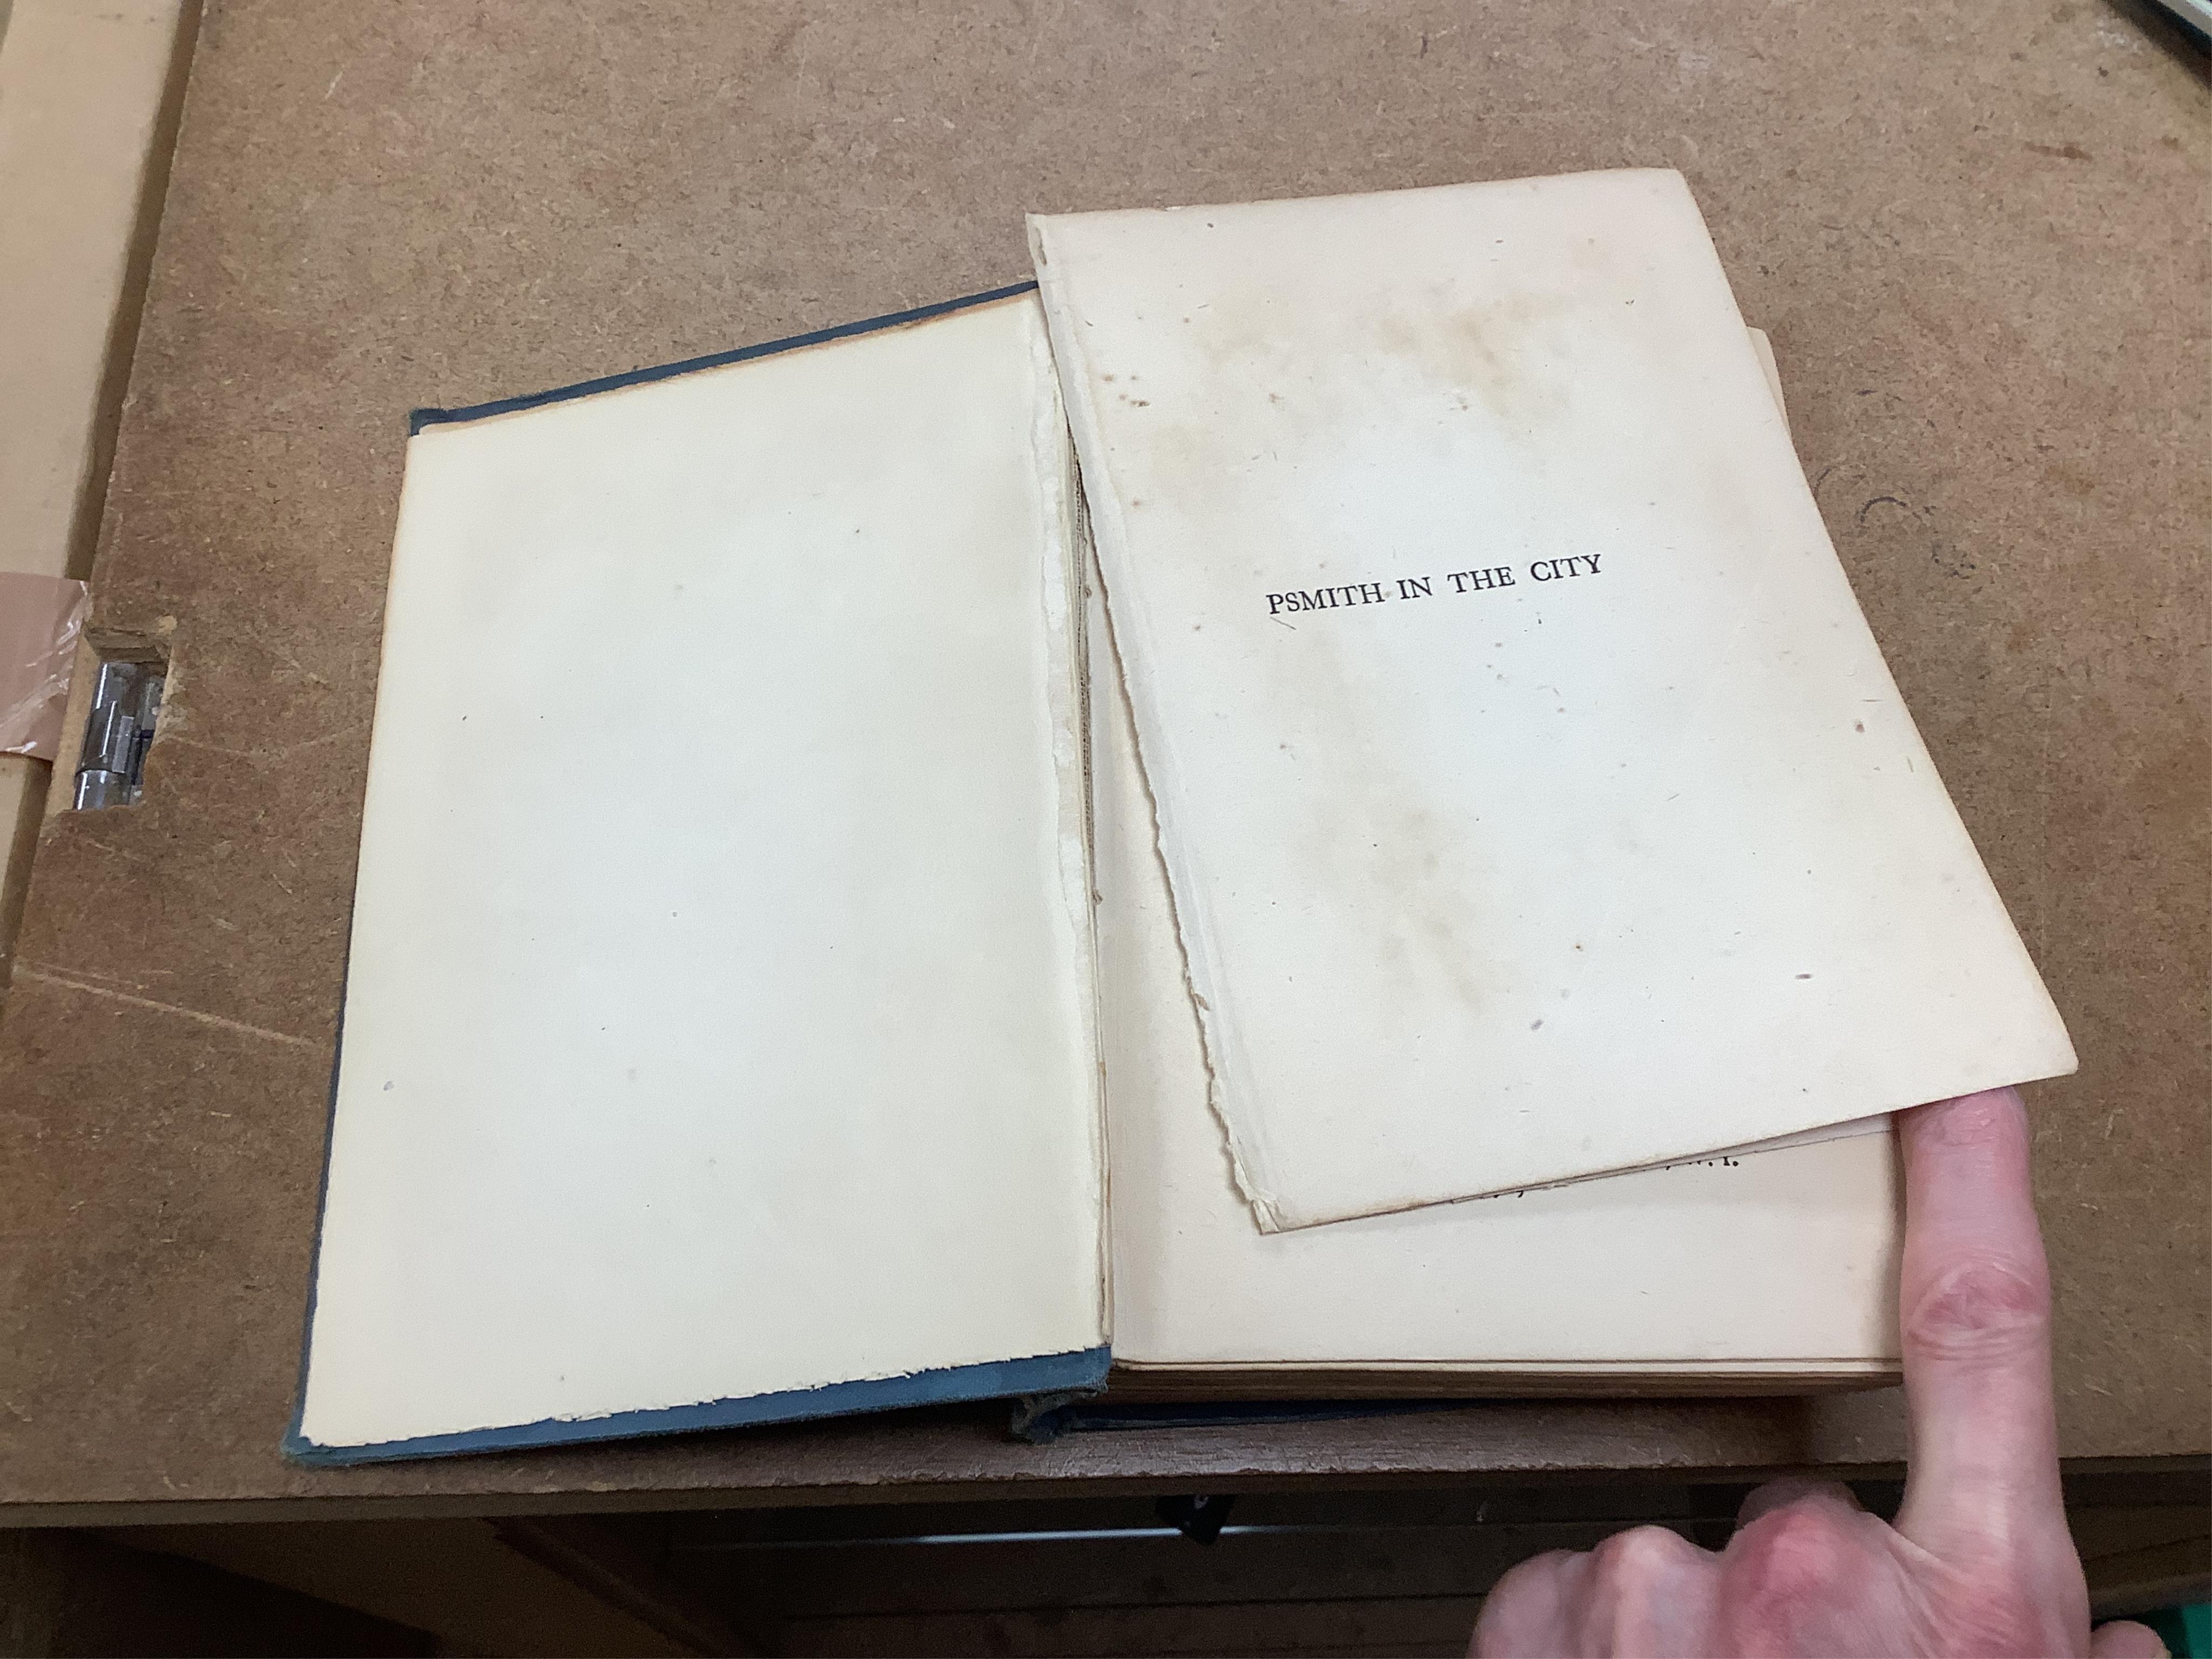 PSMITH IN THE CITY